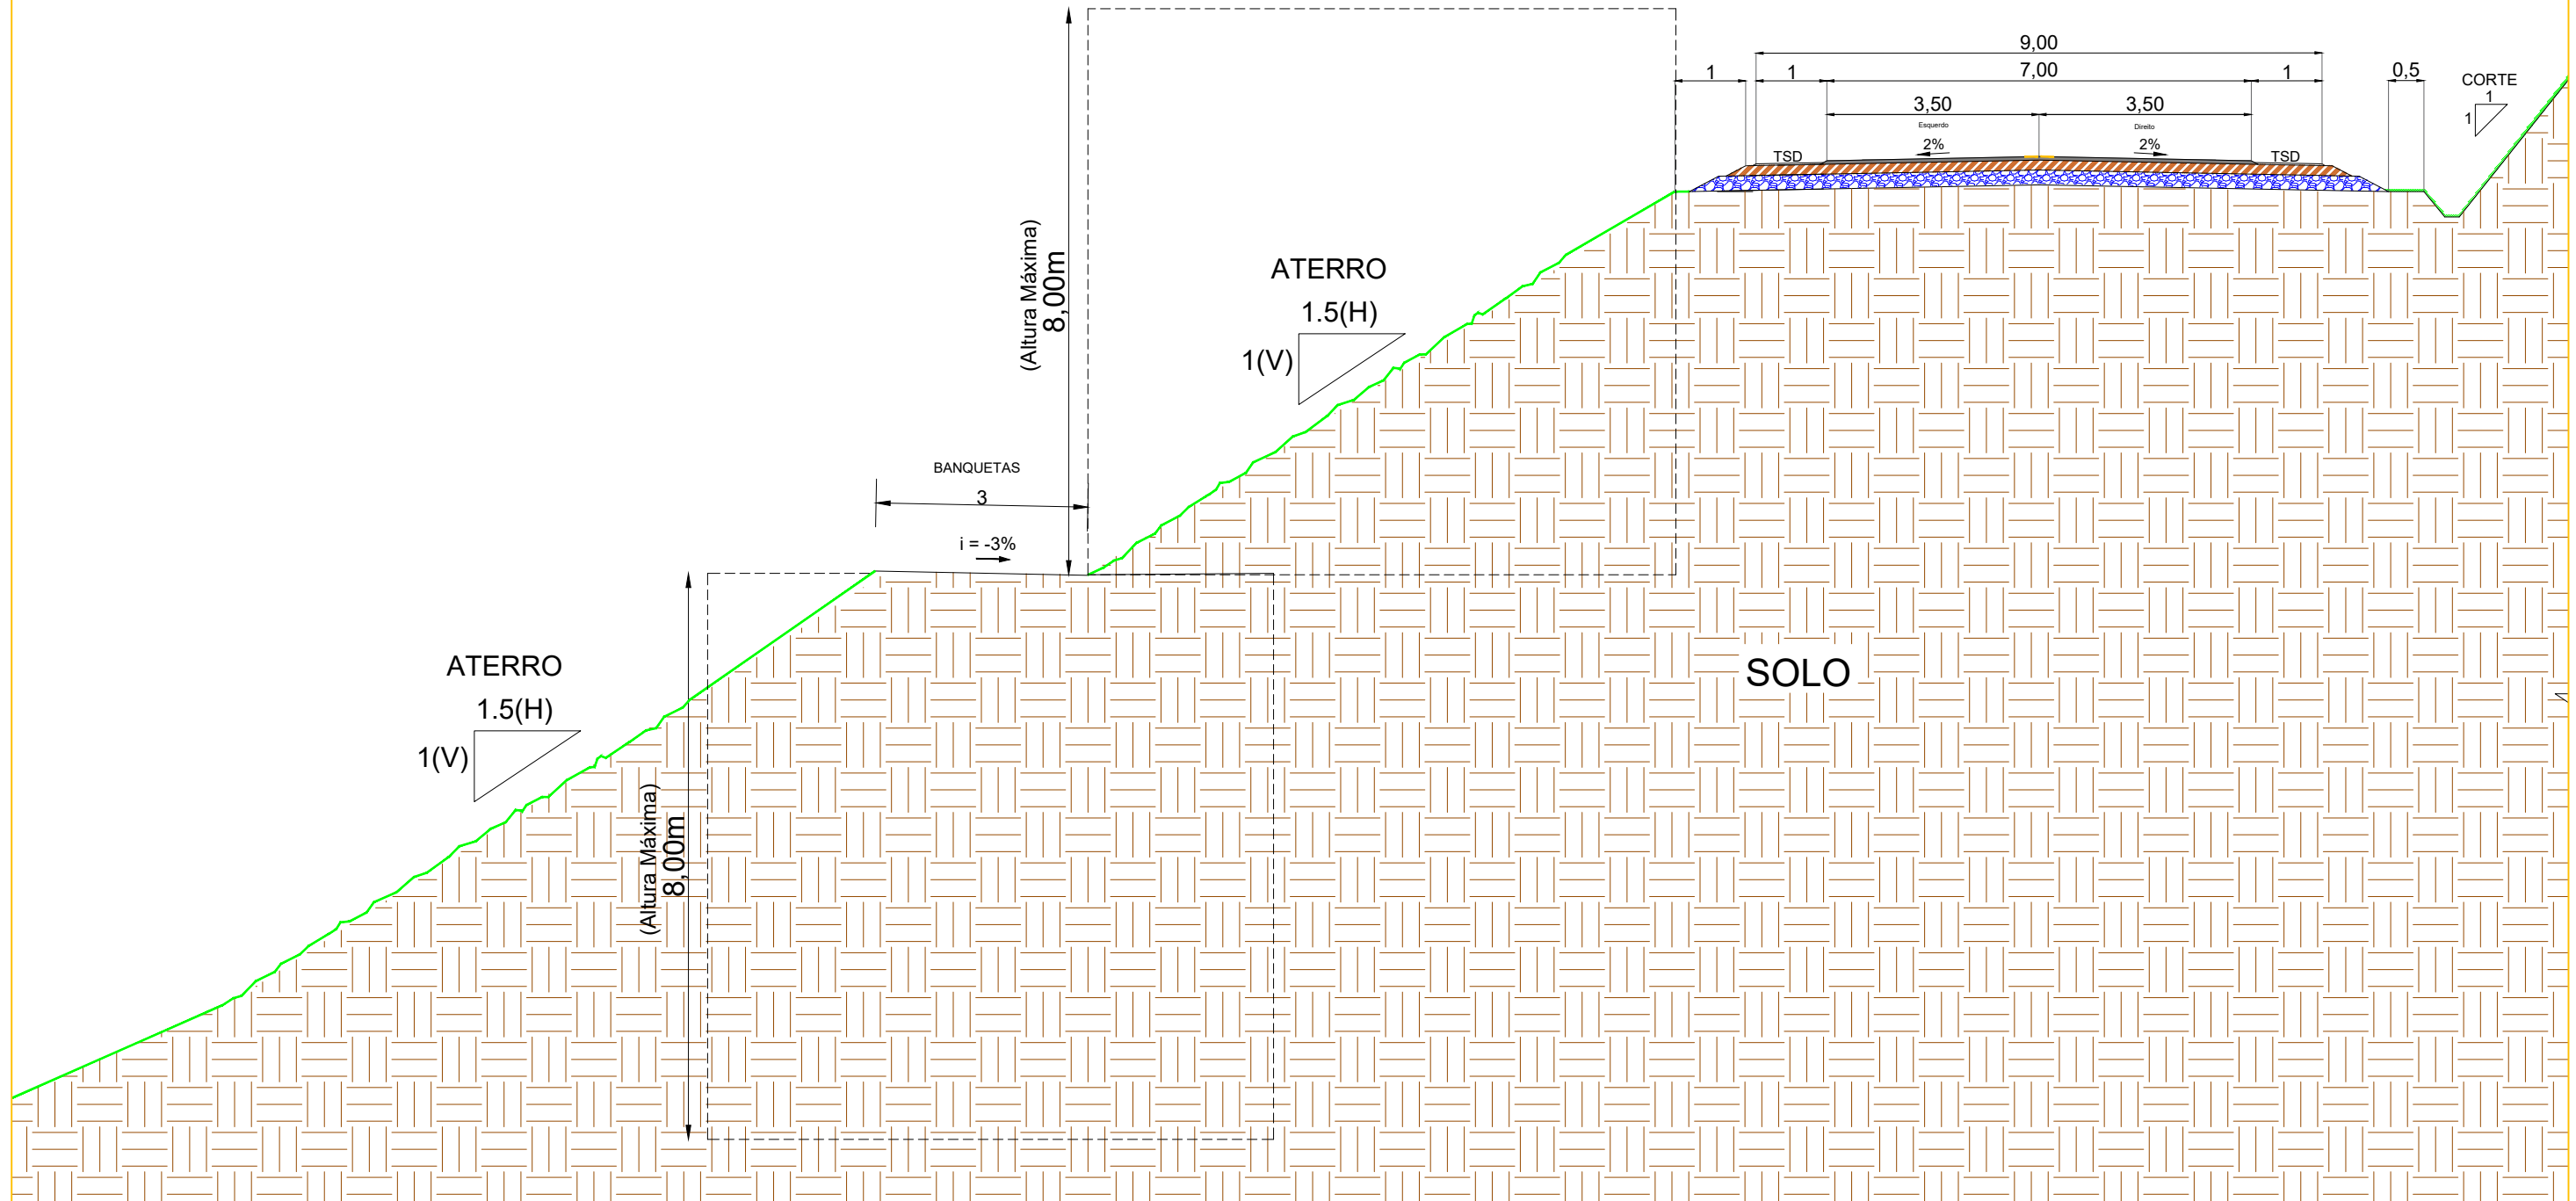 9,00
1
1
7,00
1
0,5
CORTE
1
1
3,50
3,50
Esquerdo
Direito
2%
2%
TSD
TSD
(Altura Máxima)
8,00m
ATERRO
1.5(H)
1(V)
BANQUETAS
3
i = -3%
ATERRO
1.5(H)
1(V)
(Altura Máxima)
8,00m
SOLO